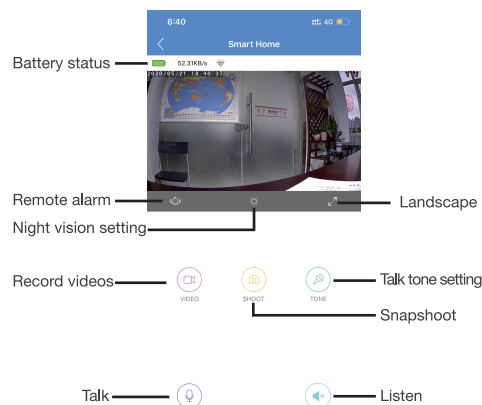 6:40
4G
Smart Home
Battery status
52.31KB/s
2020/05/21 18:40:37
Remote alarm
Landscape
Night vision setting
Record videos
Talk tone setting
VIDEO
SHOOT
TONE
Snapshoot
Talk
Listen